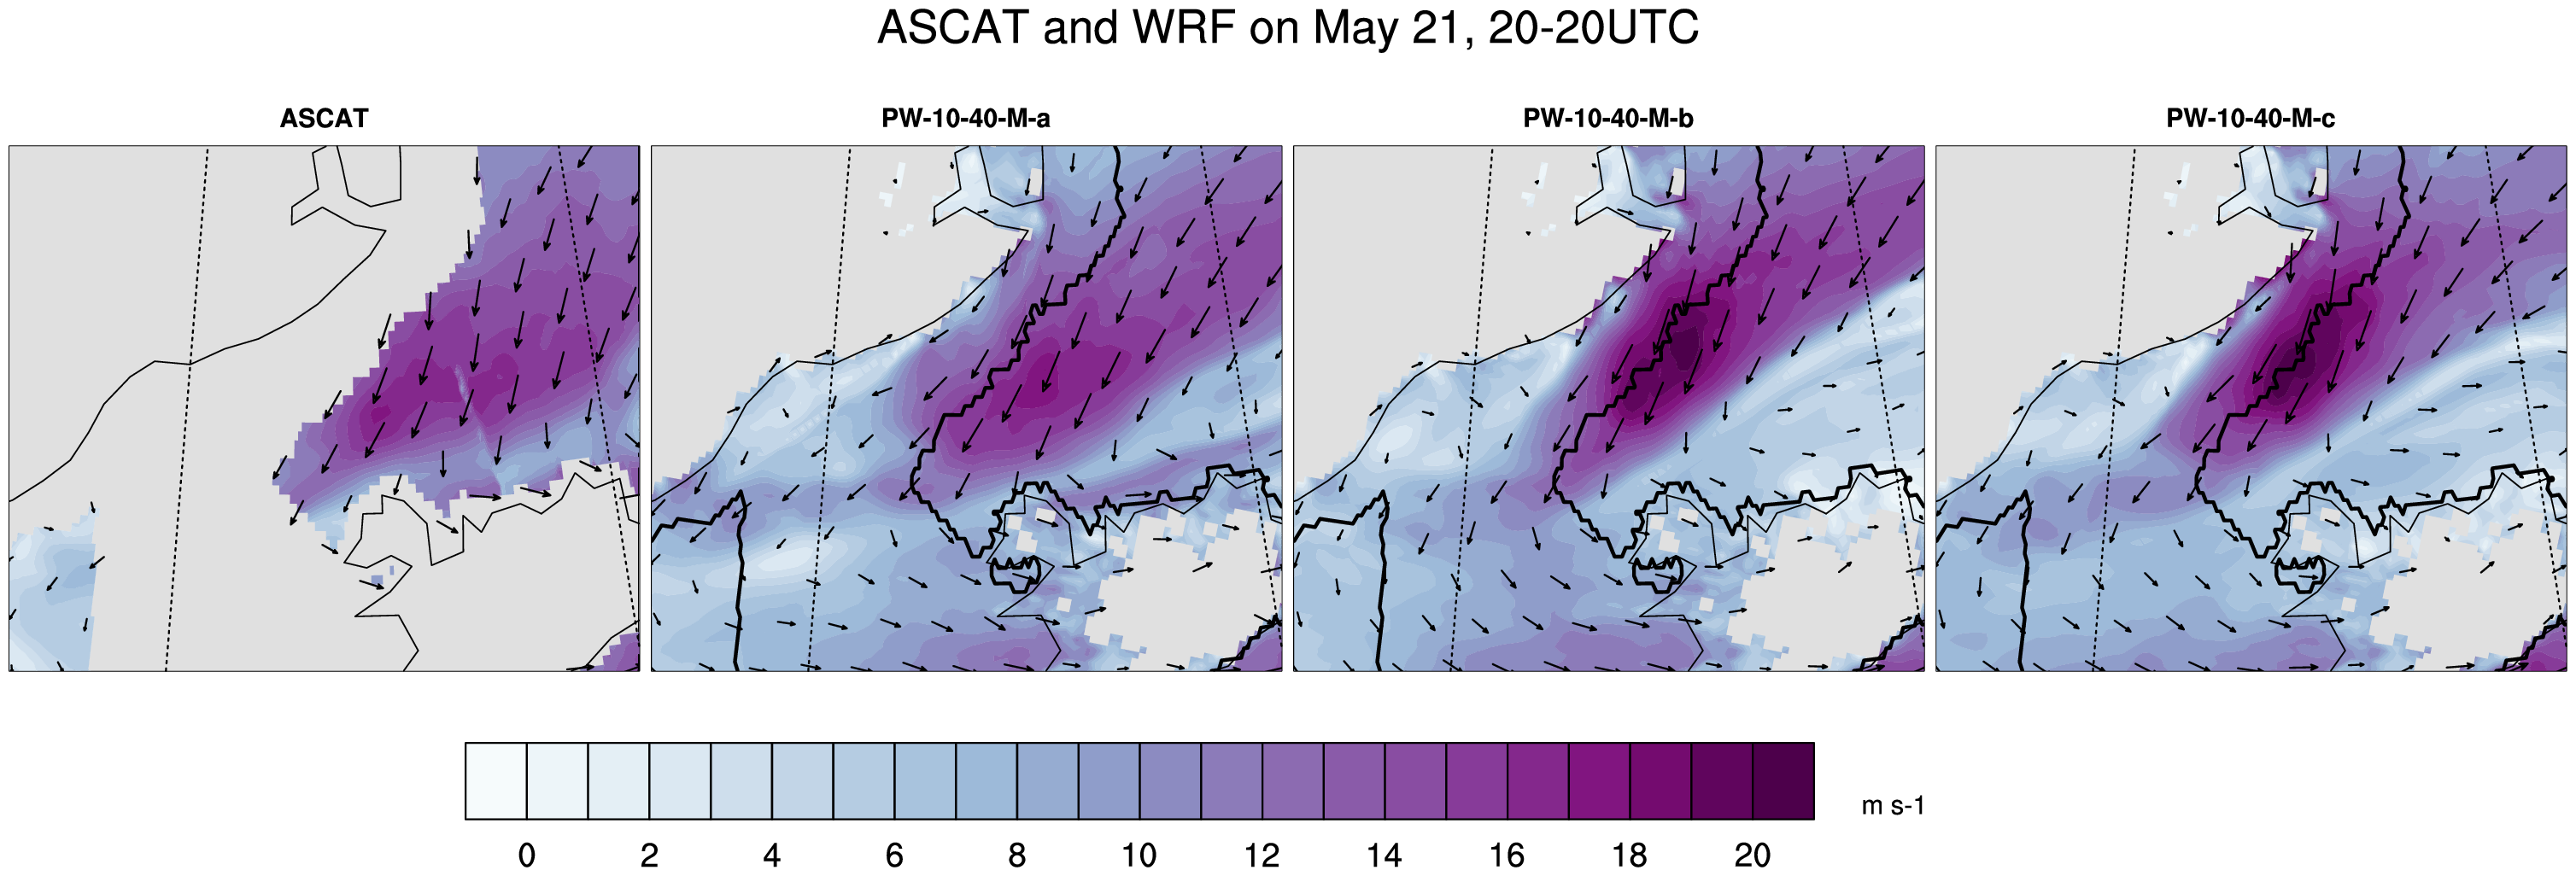 ASCAT and WRF on May 21, 20-20UTC
ASCAT PW-10-40-M-a PW-10-40-M-b PW-10-40-M-c
m s-1
0 2 4 6 8 10 12 14 16 18 20